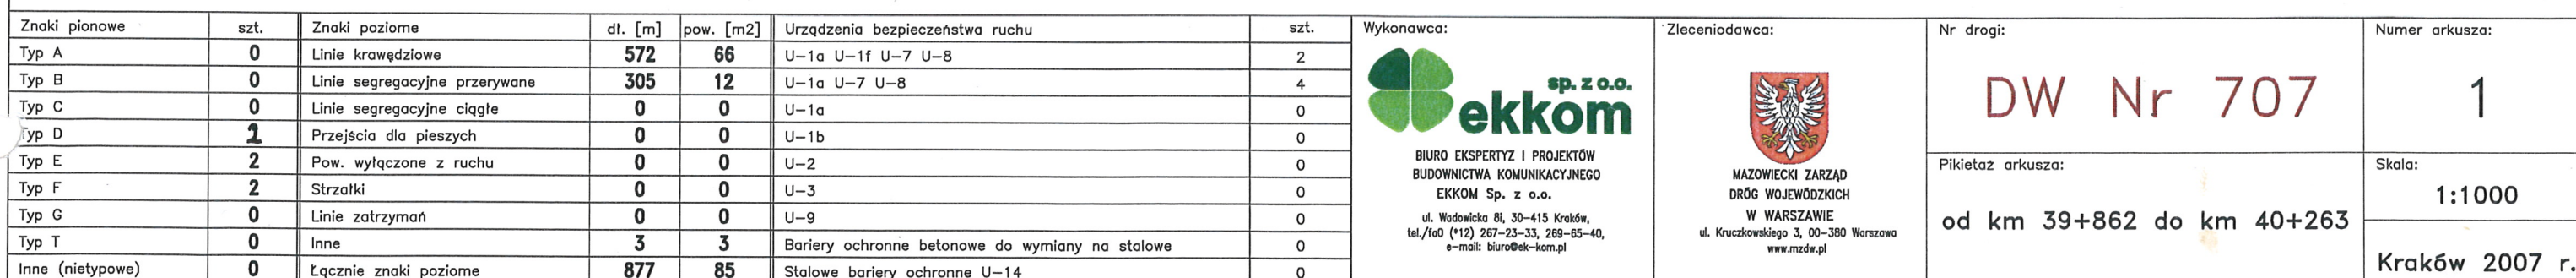 Znaki pionowe szt. Znaki poziome dł. [m] pow. [m2] Urządzenia bezpieczeństwa ruchu szt.
Typ A 0 Linie krawędziowe 572 66 U-1a U-1f U-7 U-8 2
Typ B 0 Linie segregacyjne przerywane 305 12 U-1a U-7 U-8 4
Typ C 0 Linie segregacyjne ciągłe 0 0 U-1a 0
Typ D 1 Przejścia dla pieszych 0 0 U-1b 0
Typ E 2 Pow. wyłączone z ruchu 0 0 U-2 0
Typ F 2 Strzałki 0 0 U-3 0
Typ G 0 Linie zatrzymań 0 0 U-9 0
Typ T 0 Inne 3 3 Bariery ochronne betonowe do wymiany na stalowe 0
Inne (nietypowe) 0 Łącznie znaki poziome 877 85 Stalowe bariery ochronne U-14 0
Wykonawca:
sp. z o.o.
ekkom
BIURO EKSPERTYZ I PROJEKTÓW
BUDOWNICTWA KOMUNIKACYJNEGO
EKKOM Sp. z o.o.
ul. Wadowicka 8i, 30-415 Kraków,
tel./fa0 (*12) 267-23-33, 269-65-40,
e-mail: biuro@ek-kom.pl
Zleceniodawca:
MAZOWIECKI ZARZĄD
DRÓG WOJEWÓDZKICH
W WARSZAWIE
ul. Kruczkowskiego 3, 00-380 Warszawa
www.mzdw.pl
Nr drogi:
DW Nr 707
Pikietaż arkusza:
od km 39+862 do km 40+263
Numer arkusza:
1
Skala:
1:1000
Kraków 2007 r.